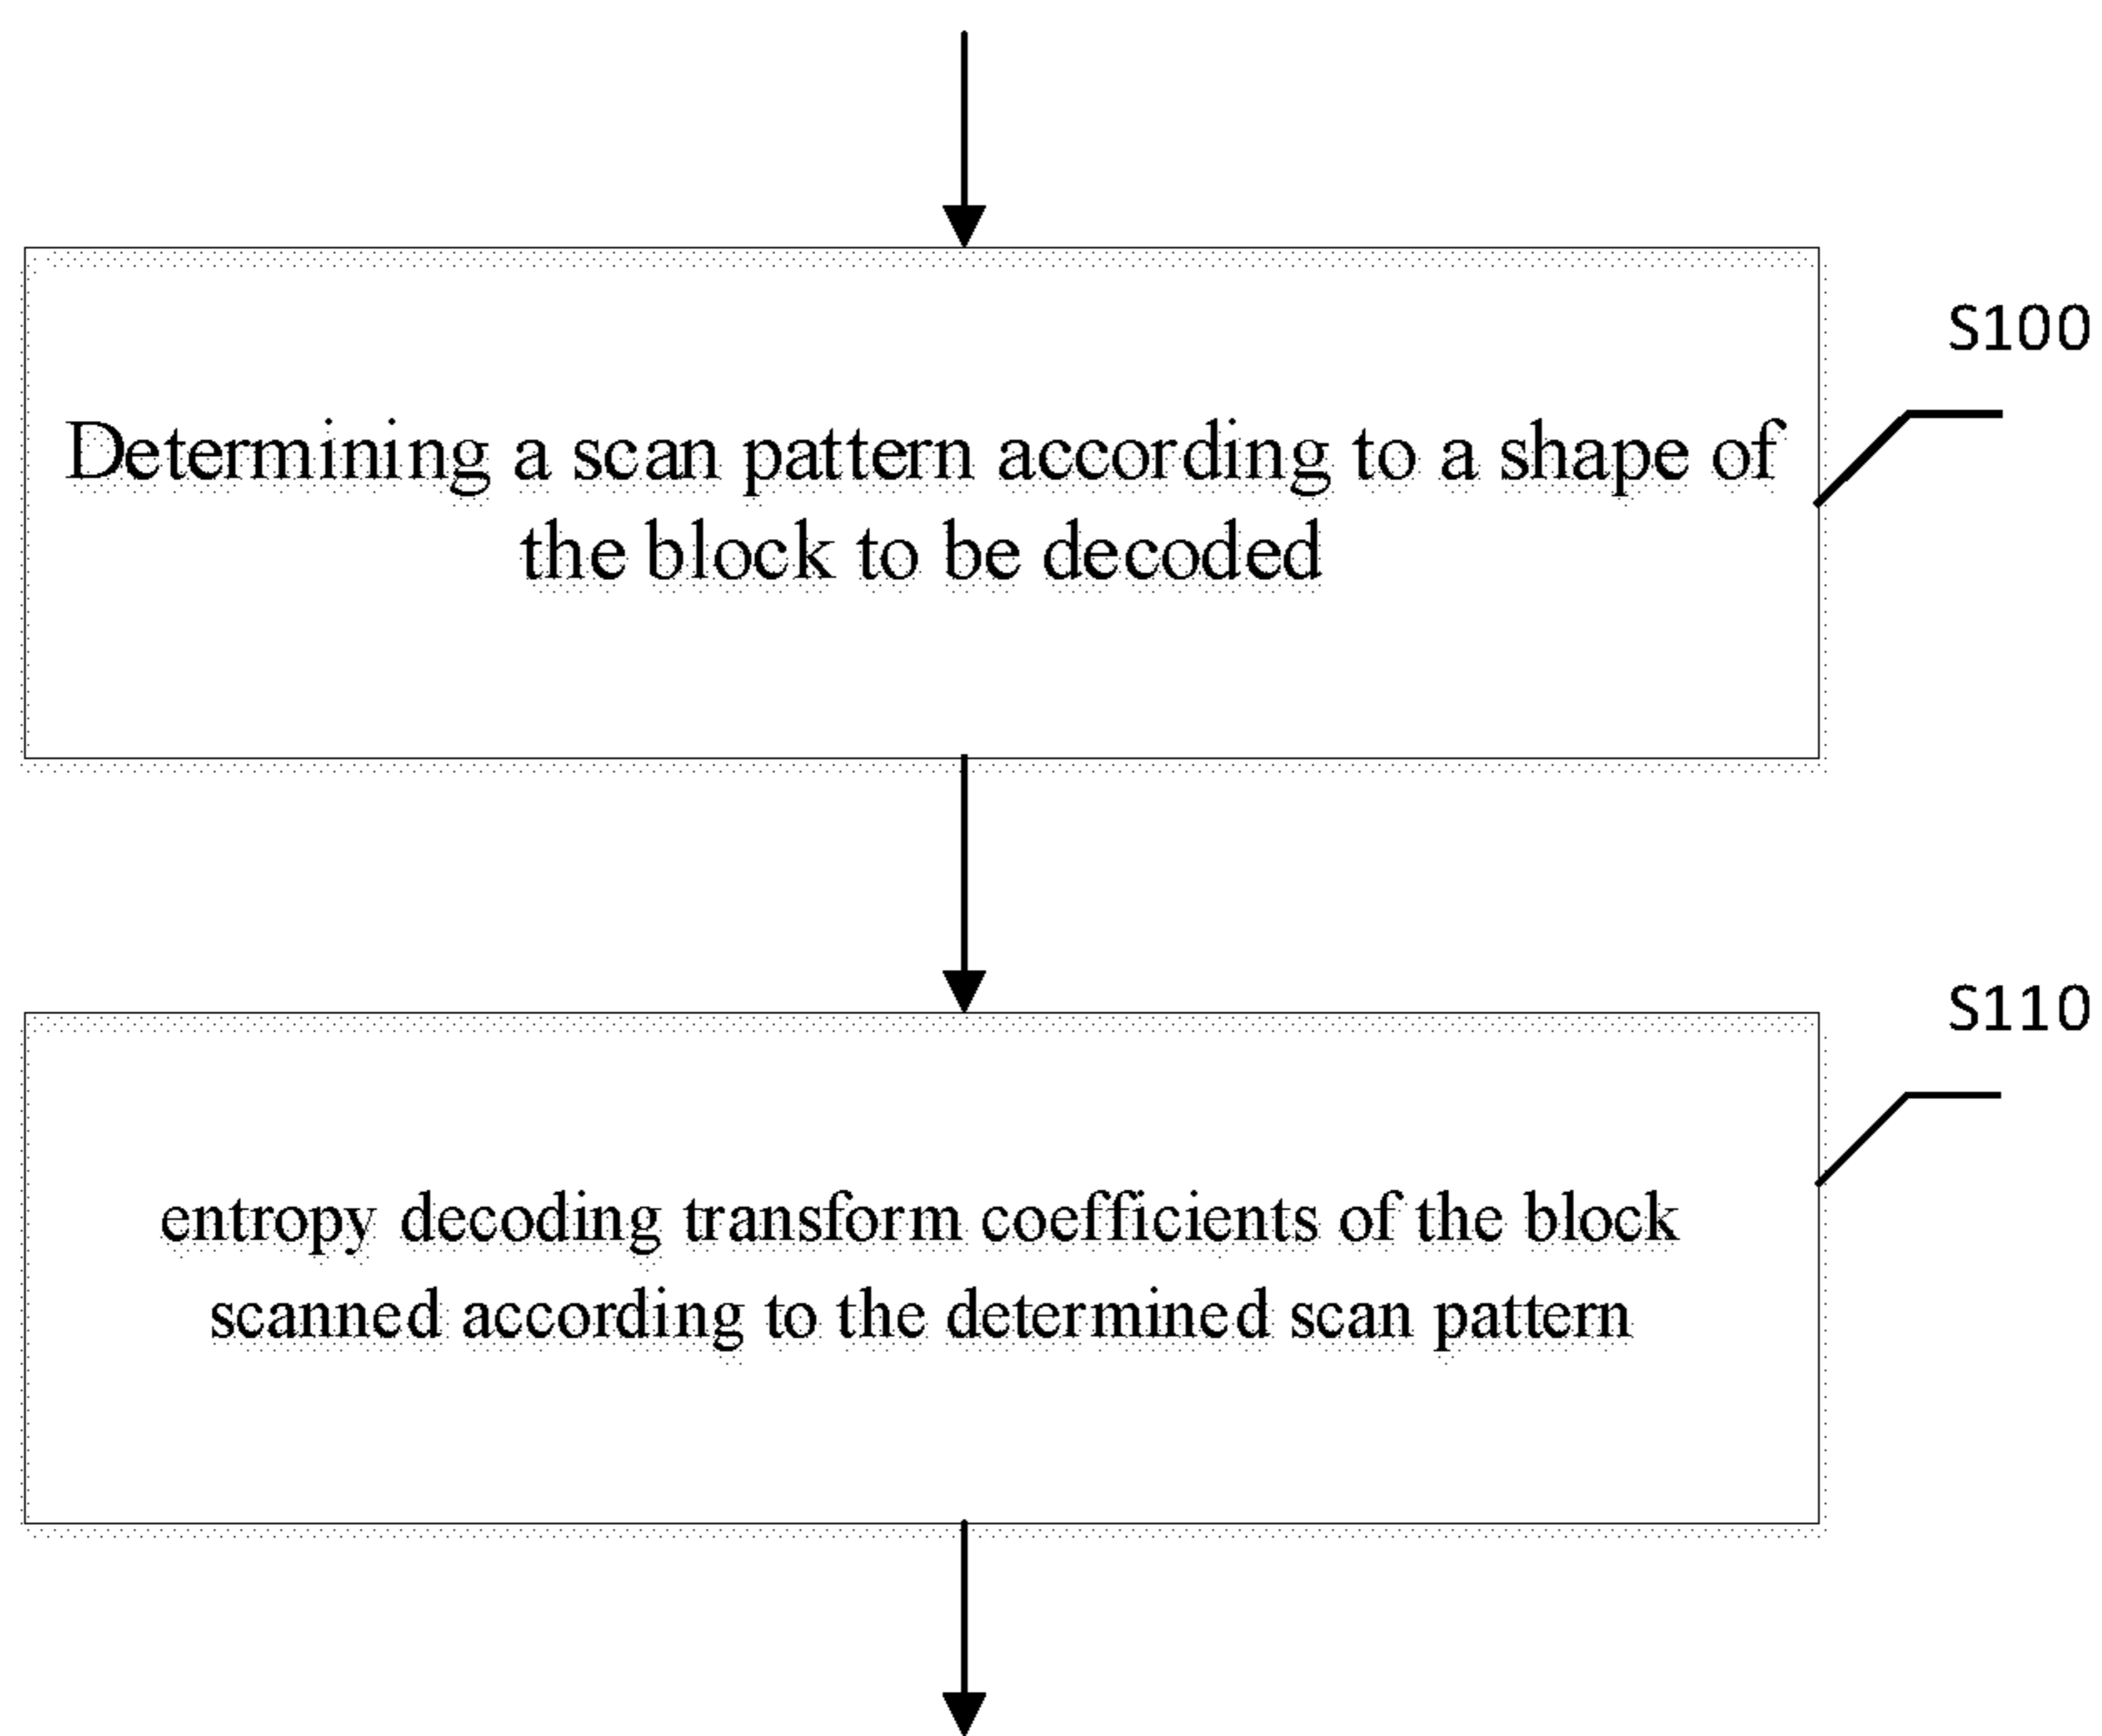 S100
Determining a scan pattern according to a shape of
the block to be decoded
S110
entropy decoding transform coefficients of the block
scanned according to the determined scan pattern